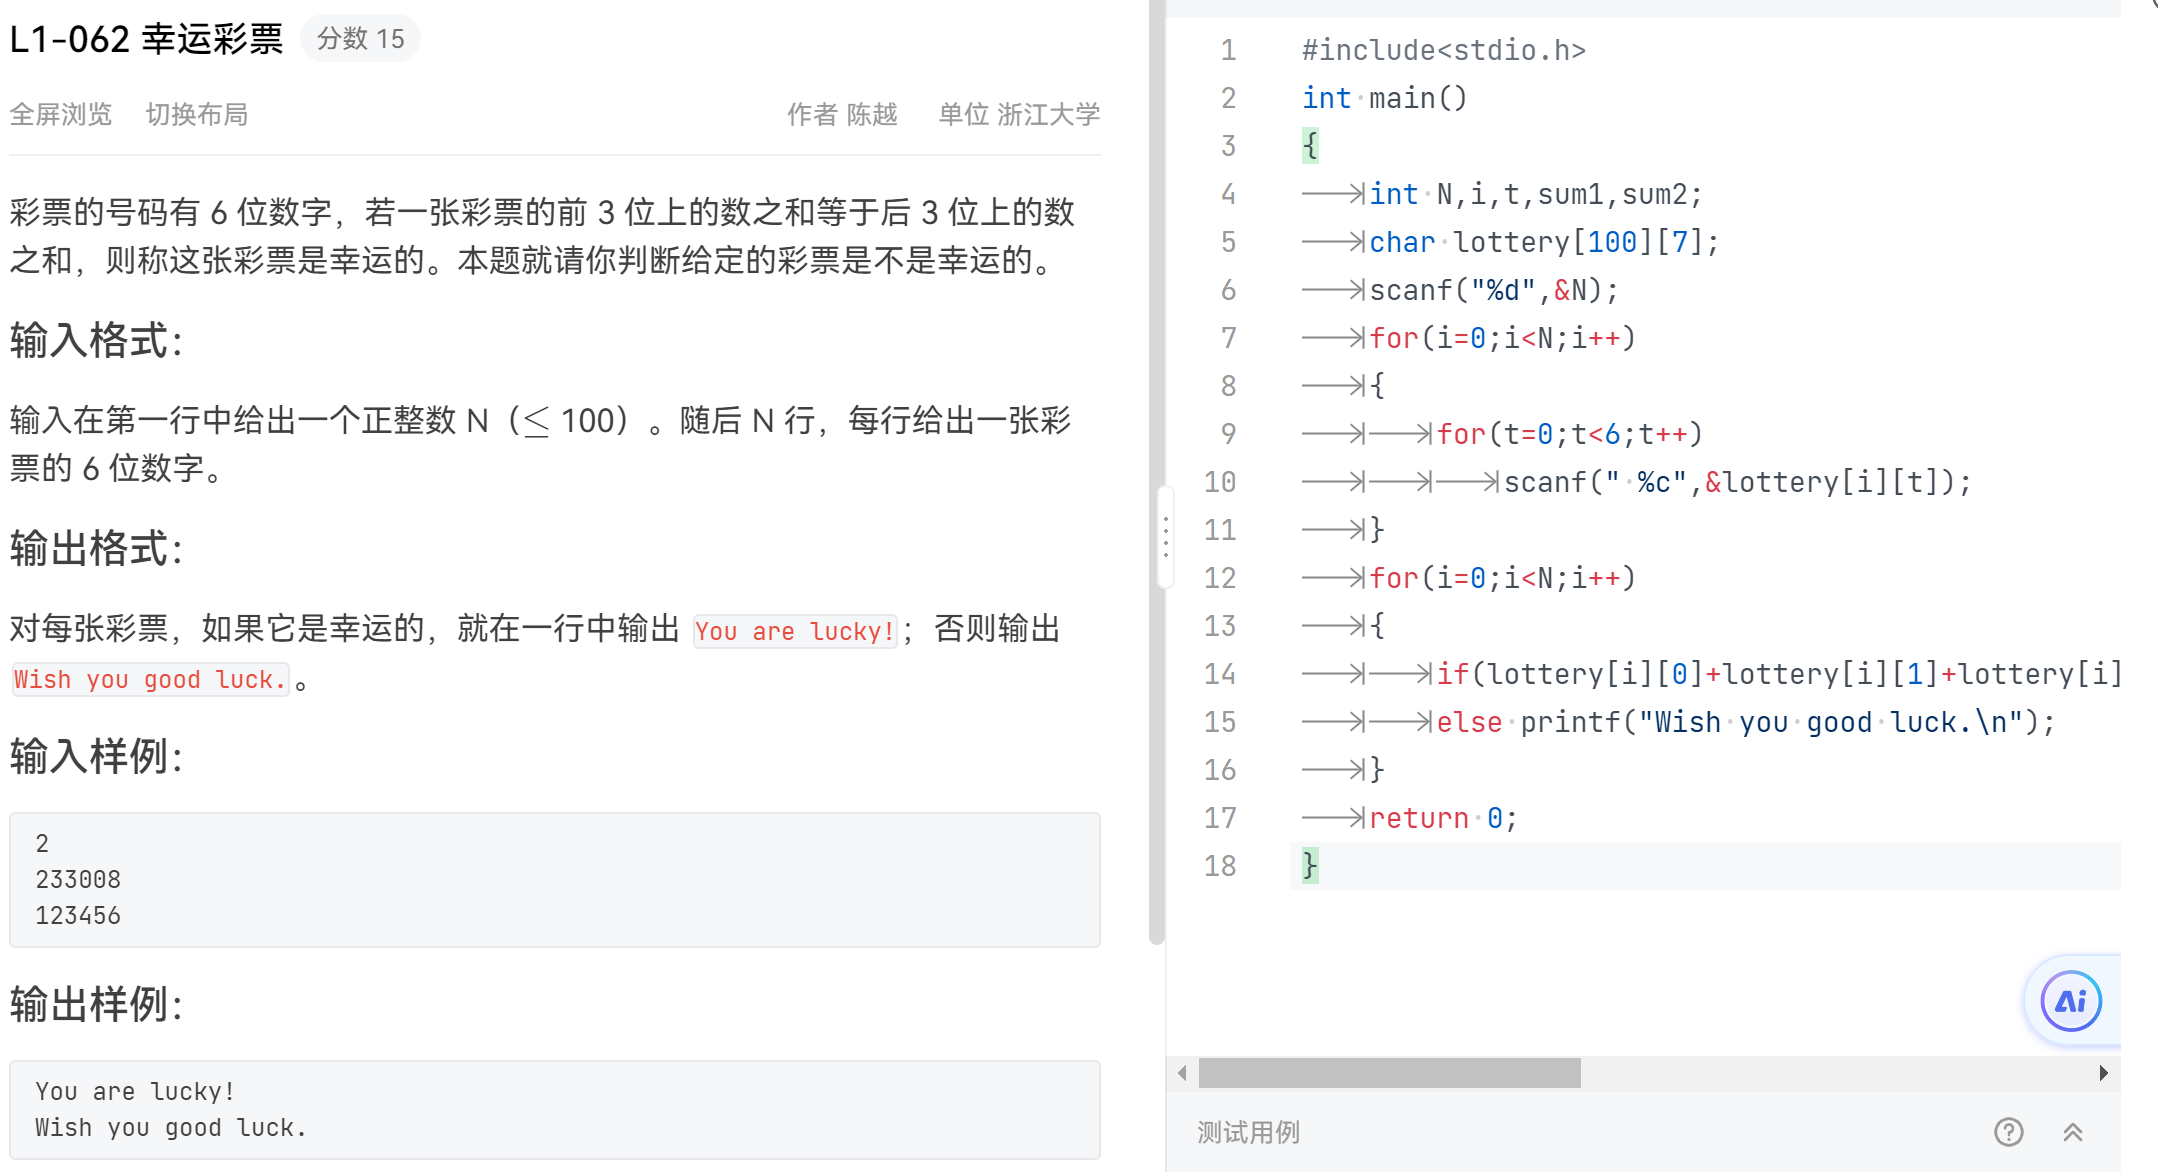 L1-062 幸运彩票 分数 15
全屏浏览 切换布局 作者 陈越 单位 浙江大学
彩票的号码有 6 位数字，若一张彩票的前 3 位上的数之和等于后 3 位上的数
之和，则称这张彩票是幸运的。本题就请你判断给定的彩票是不是幸运的。
输入格式：
输入在第一行中给出一个正整数 N（≤ 100）。随后 N 行，每行给出一张彩
票的 6 位数字。
输出格式：
对每张彩票，如果它是幸运的，就在一行中输出 You are lucky!；否则输出
Wish you good luck.。
输入样例：
2
233008
123456
输出样例：
You are lucky!
Wish you good luck.
1 #include<stdio.h>
2 int main()
3 {
4 int N,i,t,sum1,sum2;
5 char lottery[100][7];
6 scanf("%d",&N);
7 for(i=0;i<N;i++)
8 {
9 for(t=0;t<6;t++)
10 scanf(" %c",&lottery[i][t]);
11 }
12 for(i=0;i<N;i++)
13 {
14 if(lottery[i][0]+lottery[i][1]+lottery[i]
15 else printf("Wish you good luck.\n");
16 }
17 return 0;
18 }
Ai
测试用例